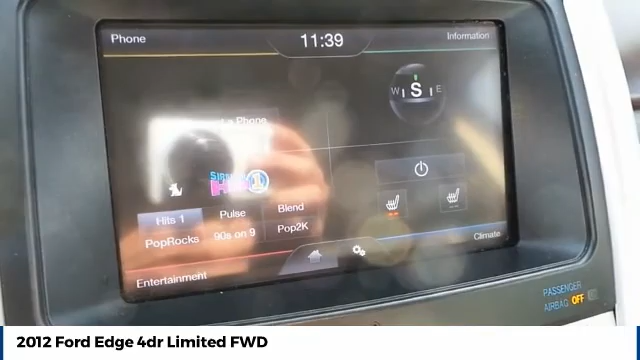 Phone
11:39
Information
W S E
a Phone
Hits 1
Pulse
Blend
PopRocks
90s on 9
Pop2K
Entertainment
Climate
PASSENGER
AIRBAG OFF
2012 Ford Edge 4dr Limited FWD